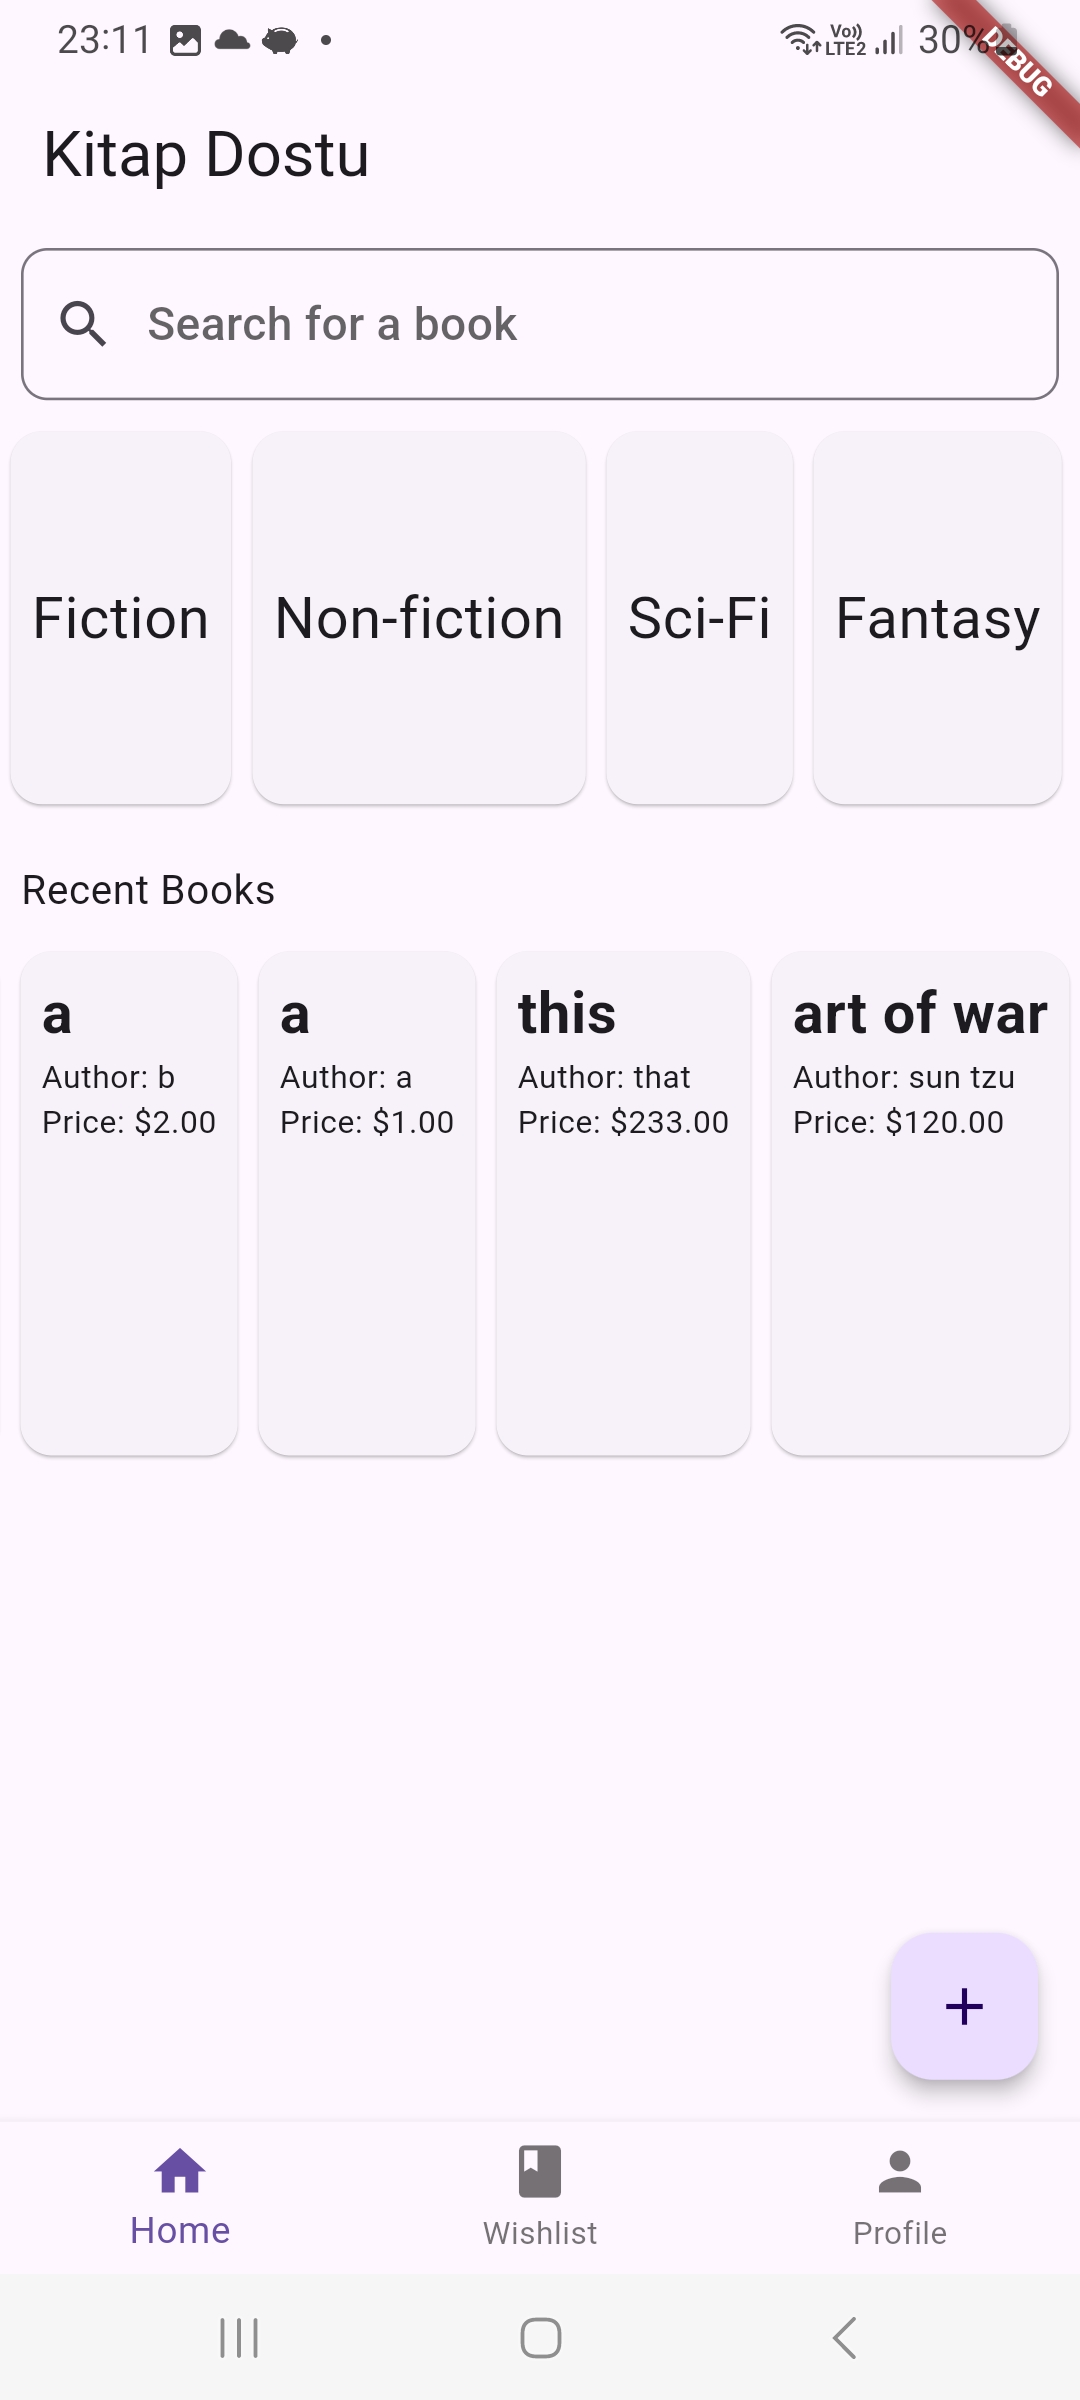 23:11 Vo)) LTE2 30%
DEBUG
Kitap Dostu
Search for a book
Fiction Non-fiction Sci-Fi Fantasy
Recent Books
a a this art of war
Author: b Author: a Author: that Author: sun tzu
Price: $2.00 Price: $1.00 Price: $233.00 Price: $120.00
Home Wishlist Profile